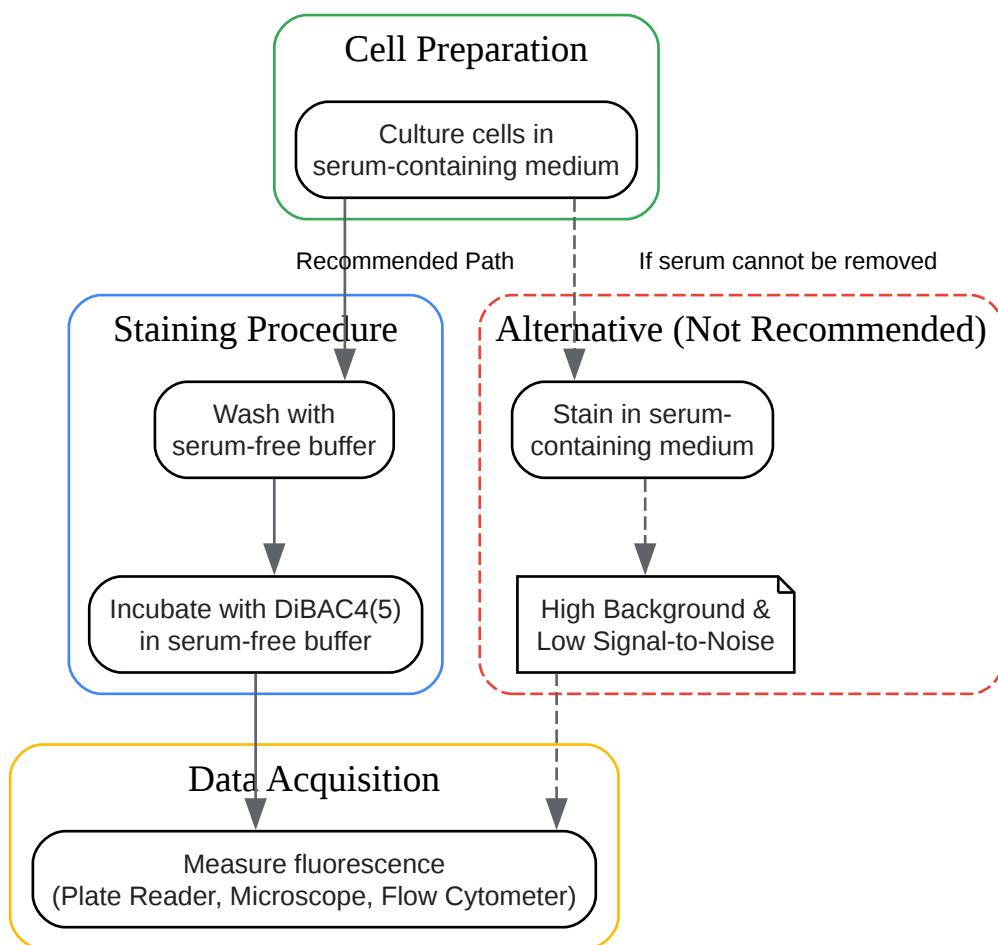 Cell Preparation
Culture cells in
serum-containing medium
Recommended Path
If serum cannot be removed
Staining Procedure
Wash with
serum-free buffer
Incubate with DiBAC4(5)
in serum-free buffer
Alternative (Not Recommended)
Stain in serum-
containing medium
High Background &
Low Signal-to-Noise
Data Acquisition
Measure fluorescence
(Plate Reader, Microscope, Flow Cytometer)